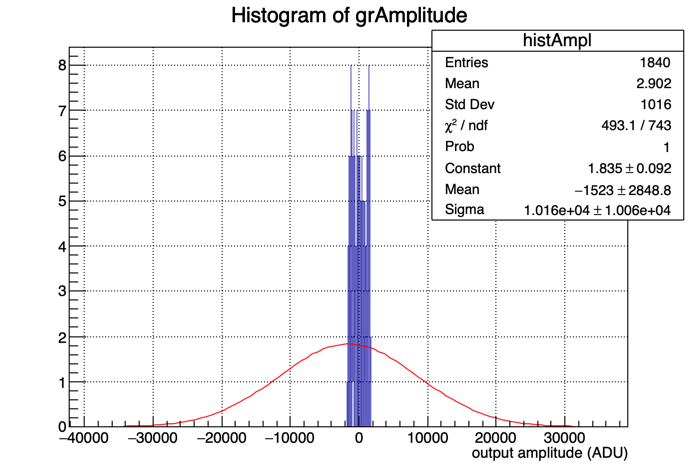 Histogram of grAmplitude
histAmpl
Entries 1840
Mean 2.902
Std Dev 1016
χ² / ndf 493.1 / 743
Prob 1
Constant 1.835 ± 0.092
Mean −1523 ± 2848.8
Sigma 1.016e+04 ± 1.006e+04
8
7
6
5
4
3
2
1
0
−40000 −30000 −20000 −10000 0 10000 20000 30000
output amplitude (ADU)